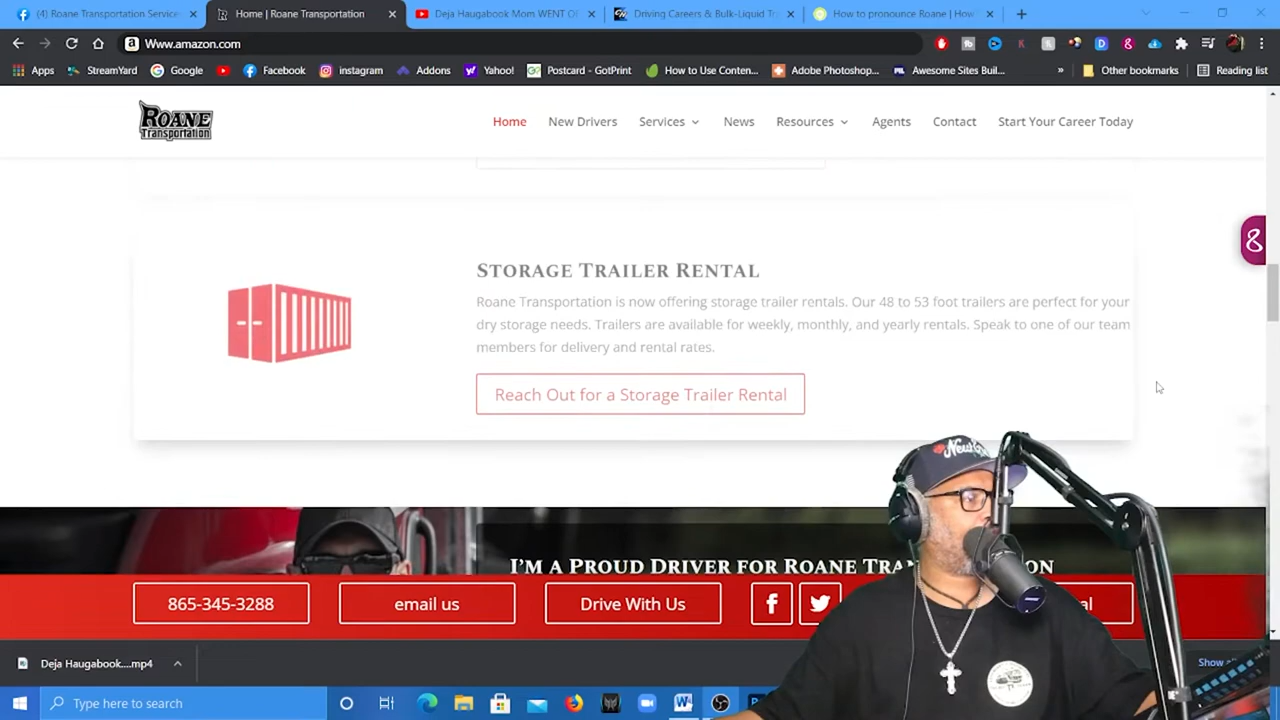 (4) Roane Transportation Service
Home | Roane Transportation
Deja Haugabook Mom WENT O
Driving Careers & Bulk-Liquid Tr
How to pronounce Roane | How
Www.amazon.com
Apps
StreamYard
Google
Facebook
instagram
Addons
Yahoo!
Postcard - GotPrint
How to Use Conten...
Adobe Photoshop...
Awesome Sites Buil...
»
Other bookmarks
Reading list
ROANE
Transportation
Home
New Drivers
Services
News
Resources
Agents
Contact
Start Your Career Today
STORAGE TRAILER RENTAL
Roane Transportation is now offering storage trailer rentals. Our 48 to 53 foot trailers are perfect for your
dry storage needs. Trailers are available for weekly, monthly, and yearly rentals. Speak to one of our team
members for delivery and rental rates.
Reach Out for a Storage Trailer Rental
I'M A PROUD DRIVER FOR ROANE TRAN ION
865-345-3288
email us
Drive With Us
al
Deja Haugabook....mp4
Show
Type here to search